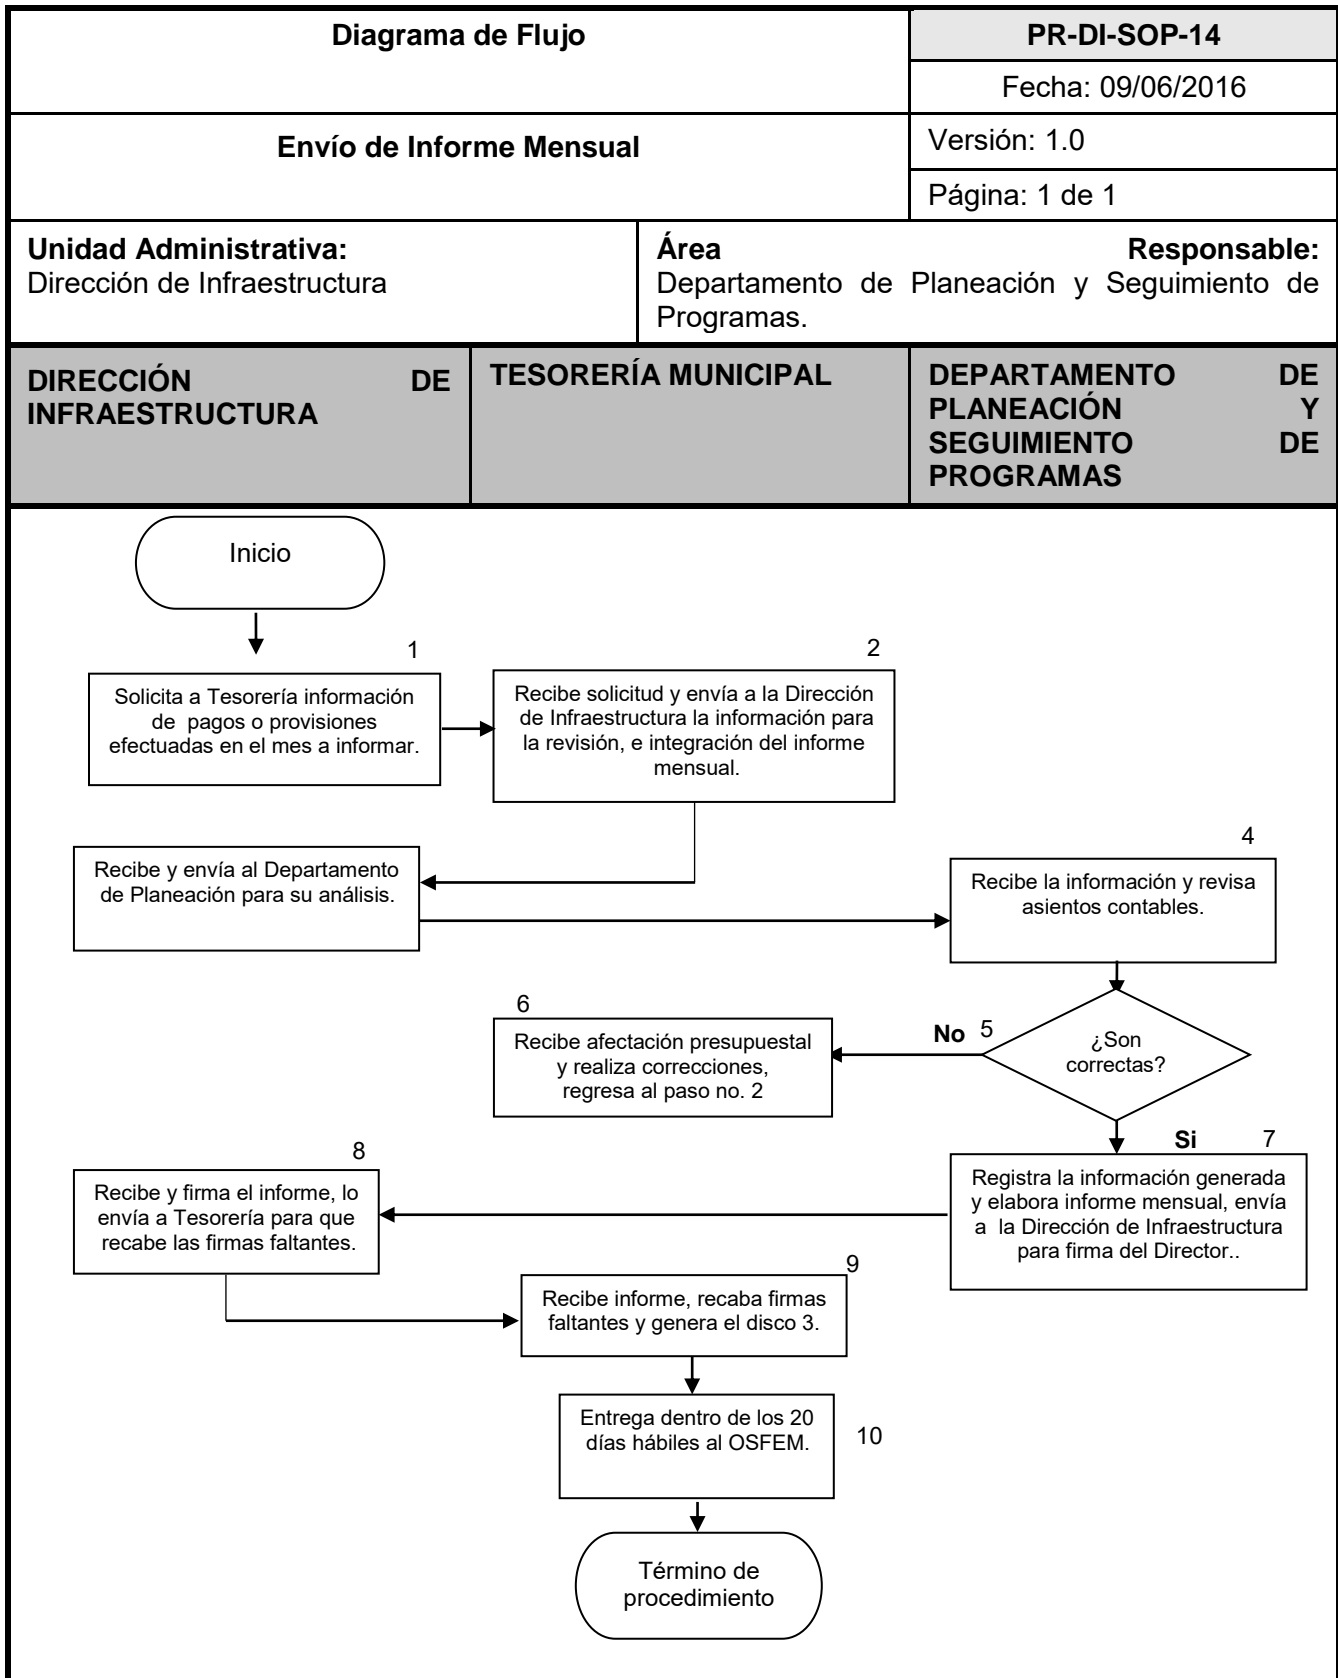 Diagrama de Flujo
PR-DI-SOP-14
Fecha: 09/06/2016
Envío de Informe Mensual
Versión: 1.0
Página: 1 de 1
Unidad Administrativa:
Dirección de Infraestructura
Área Responsable:
Departamento de Planeación y Seguimiento de
Programas.
DIRECCIÓN DE
INFRAESTRUCTURA
TESORERÍA MUNICIPAL
DEPARTAMENTO DE
PLANEACIÓN Y
SEGUIMIENTO DE
PROGRAMAS
Inicio
1
Solicita a Tesorería información
de pagos o provisiones
efectuadas en el mes a informar.
2
Recibe solicitud y envía a la Dirección
de Infraestructura la información para
la revisión, e integración del informe
mensual.
Recibe y envía al Departamento
de Planeación para su análisis.
4
Recibe la información y revisa
asientos contables.
No 5
¿Son
correctas?
6
Recibe afectación presupuestal
y realiza correcciones,
regresa al paso no. 2
Si 7
Registra la información generada
y elabora informe mensual, envía
a la Dirección de Infraestructura
para firma del Director..
8
Recibe y firma el informe, lo
envía a Tesorería para que
recabe las firmas faltantes.
9
Recibe informe, recaba firmas
faltantes y genera el disco 3.
Entrega dentro de los 20
días hábiles al OSFEM.
10
Término de
procedimiento